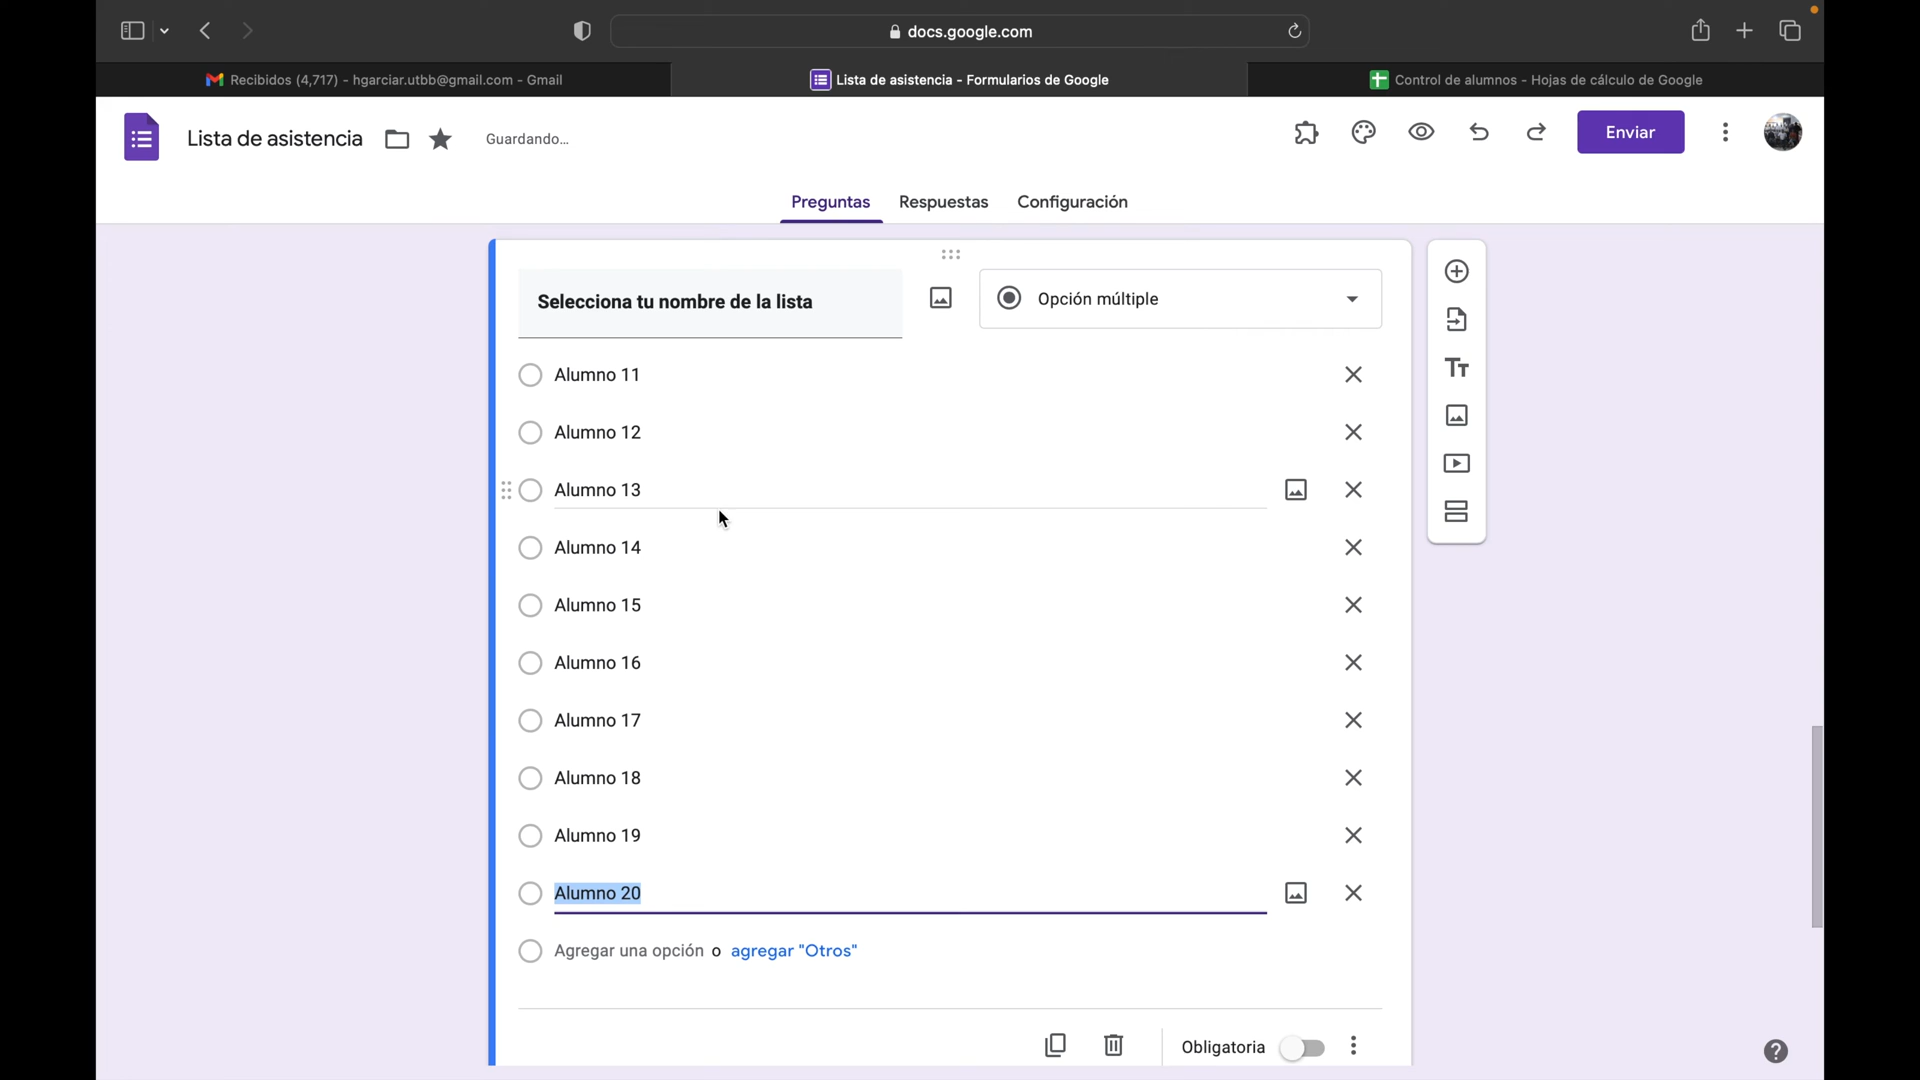 docs.google.com
Recibidos (4,717) - hgarciar.utbb@gmail.com - Gmail
Lista de asistencia - Formularios de Google
Control de alumnos - Hojas de cálculo de Google
Lista de asistencia
Guardando...
Enviar
Preguntas
Respuestas
Configuración
Selecciona tu nombre de la lista
Opción múltiple
Alumno 11
Alumno 12
Alumno 13
Alumno 14
Alumno 15
Alumno 16
Alumno 17
Alumno 18
Alumno 19
Alumno 20
Agregar una opción o agregar "Otros"
Obligatoria